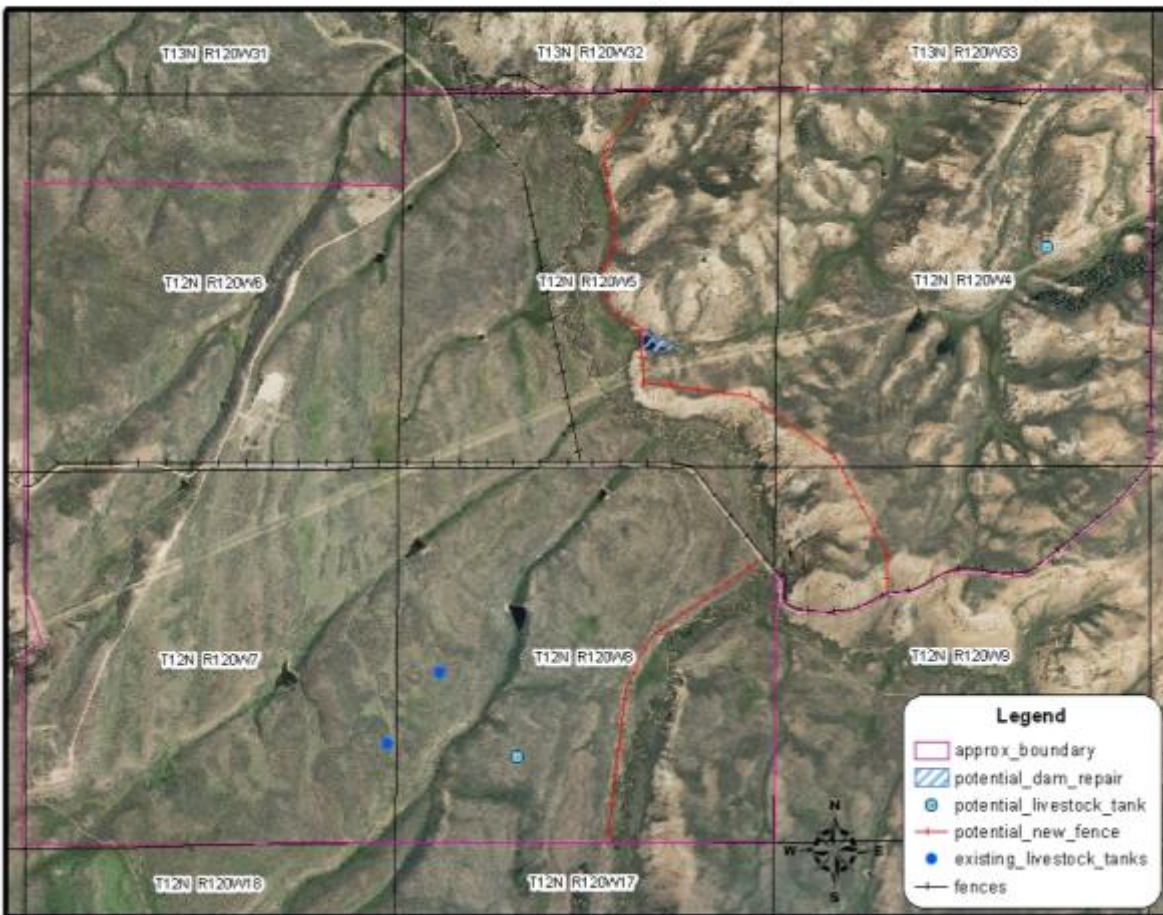 T13N R120W31
T13N R120W32
T13N R120W33
T12N R120W6
T12N R120W5
T12N R120W4
T12N R120W7
T12N R120W8
T12N R120W9
T12N R120W18
T12N R120W17
Legend
approx_boundary
potential_dam_repair
potential_livestock_tank
potential_new_fence
existing_livestock_tanks
fences
N
W E
S